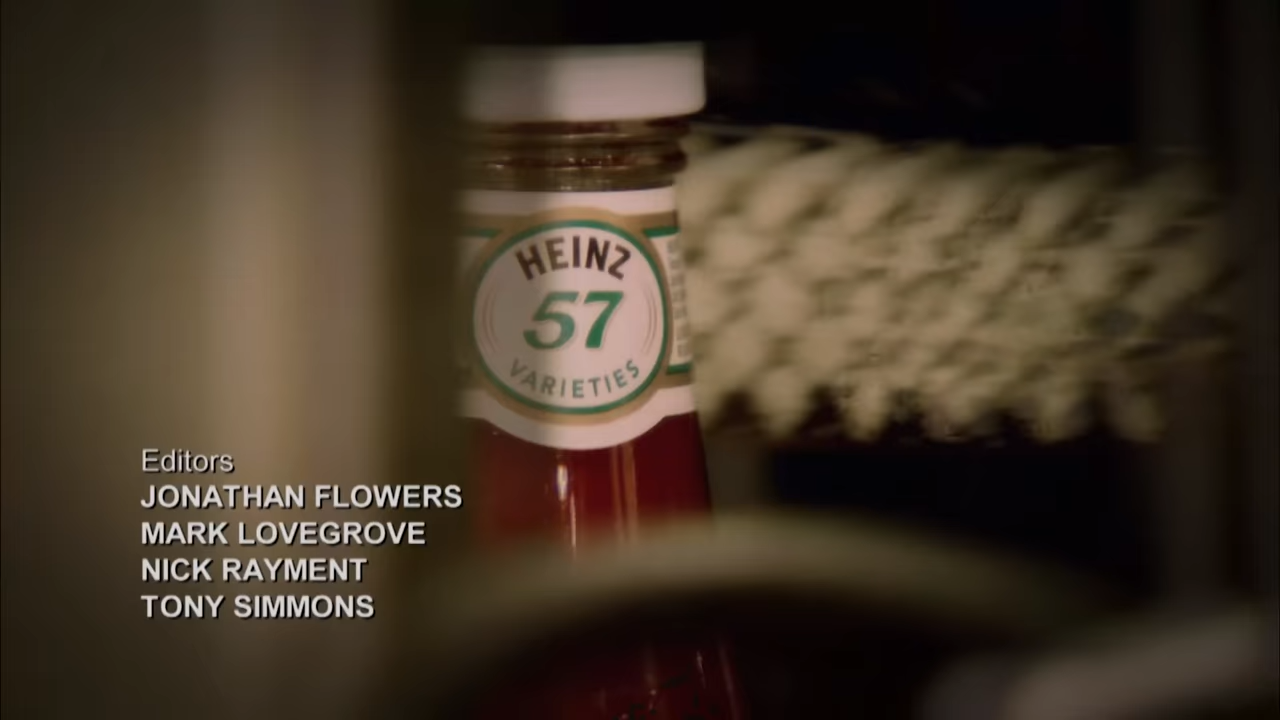 HEINZ
57
VARIETIES
Editors
JONATHAN FLOWERS
MARK LOVEGROVE
NICK RAYMENT
TONY SIMMONS